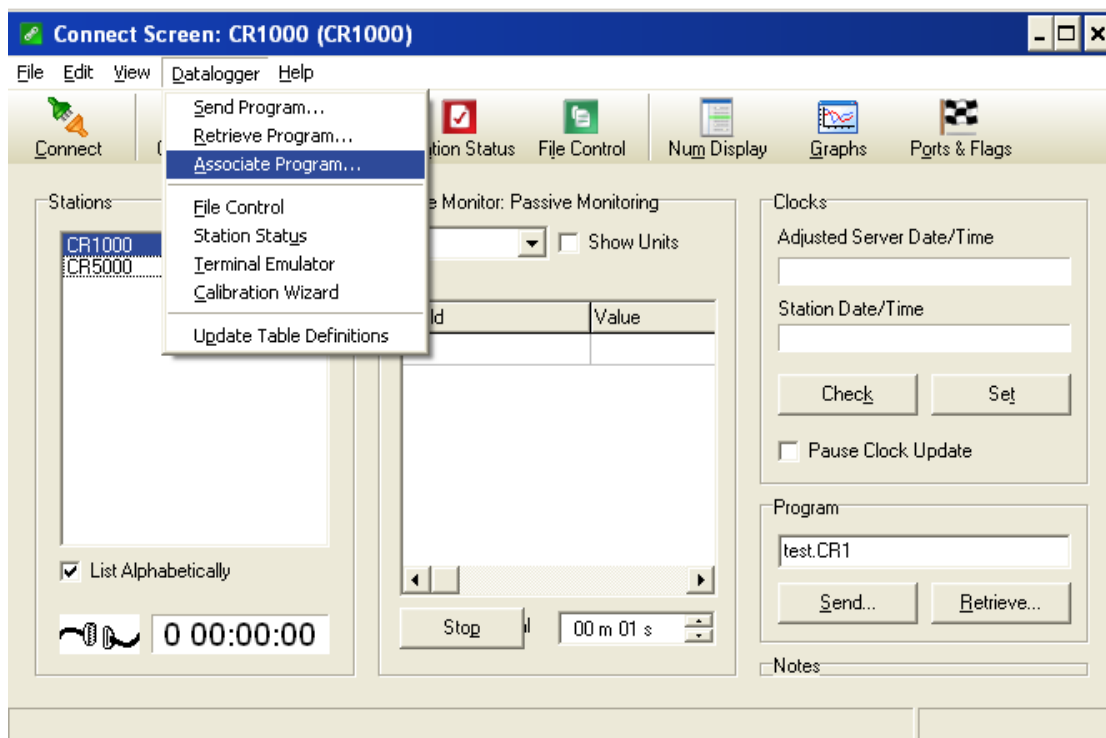 Connect Screen: CR1000 (CR1000)
File Edit View Datalogger Help
Send Program...
Retrieve Program...
Associate Program...
File Control
Station Status
Terminal Emulator
Calibration Wizard
Update Table Definitions
Connect
Status File Control Num Display Graphs Ports & Flags
Stations
CR1000
CR5000
List Alphabetically
0 00:00:00
Monitor: Passive Monitoring
Show Units
Value
Stop
00 m 01 s
Clocks
Adjusted Server Date/Time
Station Date/Time
Check Set
Pause Clock Update
Program
test.CR1
Send... Retrieve...
Notes